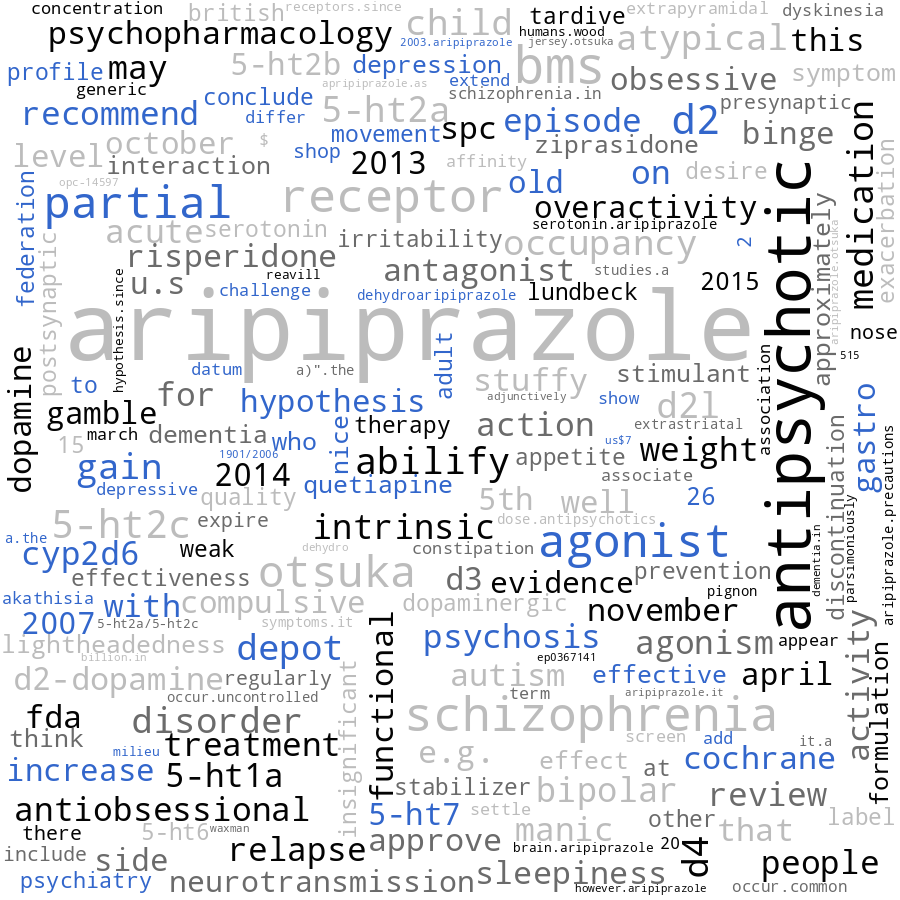 concentration
british
receptors.since
child
tardive
extrapyramidal
dyskinesia
psychopharmacology
2003.aripiprazole
humans.wood
jersey.otsuka
atypical
this
profile
may
5-ht2b
depression
bms
obsessive
symptom
generic
apripiprazole.as
extend
schizophrenia.in
presynaptic
recommend
conclude
differ
5-ht2a
movement
spc
episode
d2
binge
medication
october
$
shop
ziprasidone
level
interaction
2013
affinity
desire
exacerbation
opc-14597
partial
receptor
old
on
antipsychotic
federation
acute
serotonin
overactivity
serotonin.aripiprazole
approximately
aripiprazole.otsuka
postsynaptic
irritability
occupancy
2
risperidone
u.s
reavill
antagonist
studies.a
2015
hypothesis.since
challenge
dehydroaripiprazole
lundbeck
aripiprazole
nose
515
dopamine
to
datum
a)".the
adult
stuffy
stimulant
association
for
hypothesis
adjunctively
show
d2l
gastro
gamble
15
march
dementia
who
nice
therapy
action
extrastriatal
us$7
weight
discontinuation
1901/2006
gain
2014
abilify
appetite
associate
aripiprazole.precautions
depressive
quetiapine
quality
5th
well
26
parsimoniously
5-ht2c
expire
intrinsic
dose.antipsychotics
agonist
dementia.in
a.the
cyp2d6
weak
dehydro
constipation
effectiveness
otsuka
d3
evidence
prevention
pignon
akathisia
with
compulsive
dopaminergic
november
2007
5-ht2a/5-ht2c
symptoms.it
functional
psychosis
agonism
appear
activity
lightheadedness
billion.in
depot
ep0367141
formulation
d2-dopamine
regularly
insignificant
autism
effective
april
occur.uncontrolled
term
aripiprazole.it
fda
disorder
schizophrenia
think
milieu
treatment
screen
add
it.a
increase
5-ht1a
e.g.
effect
at
cochrane
stabilizer
bipolar
review
antiobsessional
5-ht7
settle
other
label
there
5-ht6
waxman
manic
that
include
side
relapse
approve
brain.aripiprazole
20
d4
people
psychiatry
neurotransmission
sleepiness
however.aripiprazole
occur.common